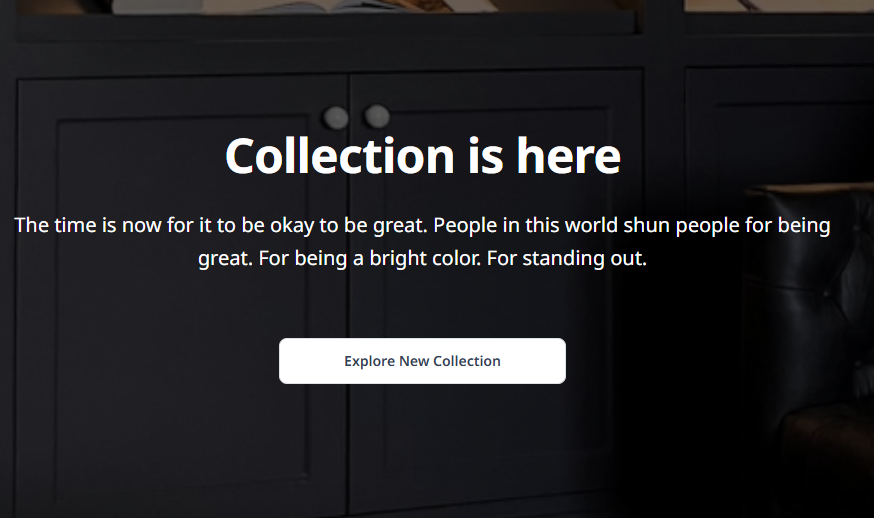 Collection is here
The time is now for it to be okay to be great. People in this world shun people for being
great. For being a bright color. For standing out.
Explore New Collection